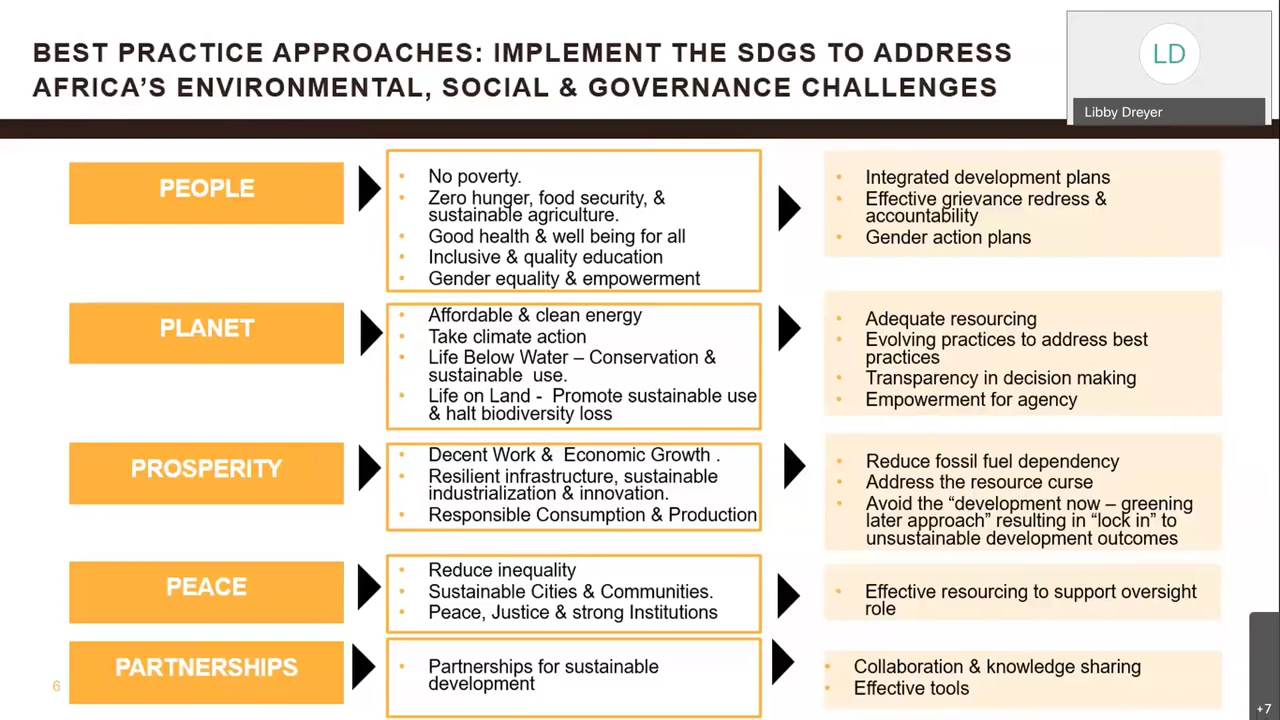 BEST PRACTICE APPROACHES: IMPLEMENT THE SDGS TO ADDRESS
AFRICA'S ENVIRONMENTAL, SOCIAL & GOVERNANCE CHALLENGES
LD
Libby Dreyer
PEOPLE
• No poverty.
• Zero hunger, food security, &
sustainable agriculture.
• Good health & well being for all
• Inclusive & quality education
• Gender equality & empowerment
• Integrated development plans
• Effective grievance redress &
accountability
• Gender action plans
PLANET
• Affordable & clean energy
• Take climate action
• Life Below Water – Conservation &
sustainable use.
• Life on Land - Promote sustainable use
& halt biodiversity loss
• Adequate resourcing
• Evolving practices to address best
practices
• Transparency in decision making
• Empowerment for agency
PROSPERITY
• Decent Work & Economic Growth .
• Resilient infrastructure, sustainable
industrialization & innovation.
• Responsible Consumption & Production
• Reduce fossil fuel dependency
• Address the resource curse
• Avoid the “development now – greening
later approach” resulting in “lock in” to
unsustainable development outcomes
PEACE
• Reduce inequality
• Sustainable Cities & Communities.
• Peace, Justice & strong Institutions
• Effective resourcing to support oversight
role
PARTNERSHIPS
• Partnerships for sustainable
development
• Collaboration & knowledge sharing
• Effective tools
6
+7